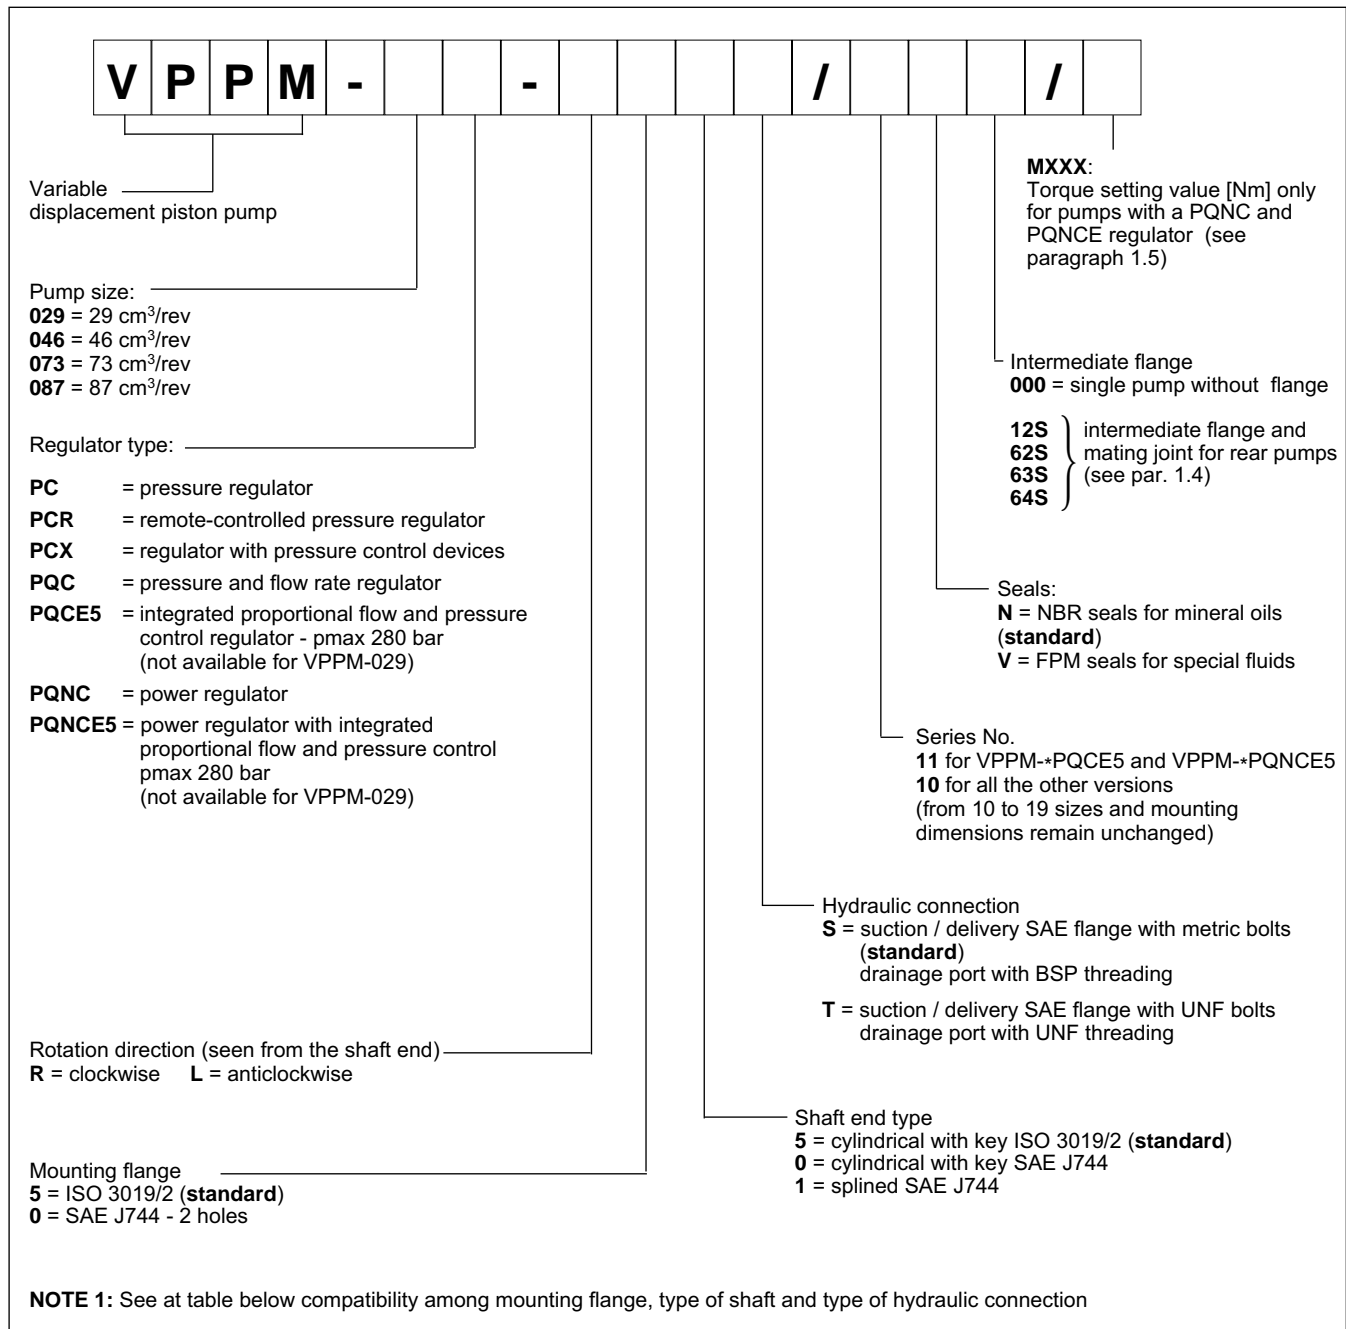 V P P M - - / /
Variable
displacement piston pump
MXXX:
Torque setting value [Nm] only
for pumps with a PQNC and
PQNCE regulator (see
paragraph 1.5)
Pump size:
029 = 29 cm³/rev
046 = 46 cm³/rev
073 = 73 cm³/rev
087 = 87 cm³/rev
Intermediate flange
000 = single pump without flange
12S
62S
63S
64S
intermediate flange and
mating joint for rear pumps
(see par. 1.4)
Regulator type:
PC = pressure regulator
PCR = remote-controlled pressure regulator
PCX = regulator with pressure control devices
PQC = pressure and flow rate regulator
PQCE5 = integrated proportional flow and pressure
control regulator - pmax 280 bar
(not available for VPPM-029)
PQNC = power regulator
PQNCE5 = power regulator with integrated
proportional flow and pressure control
pmax 280 bar
(not available for VPPM-029)
Seals:
N = NBR seals for mineral oils
(standard)
V = FPM seals for special fluids
Series No.
11 for VPPM-*PQCE5 and VPPM-*PQNCE5
10 for all the other versions
(from 10 to 19 sizes and mounting
dimensions remain unchanged)
Hydraulic connection
S = suction / delivery SAE flange with metric bolts
(standard)
drainage port with BSP threading
T = suction / delivery SAE flange with UNF bolts
drainage port with UNF threading
Rotation direction (seen from the shaft end)
R = clockwise L = anticlockwise
Shaft end type
5 = cylindrical with key ISO 3019/2 (standard)
0 = cylindrical with key SAE J744
1 = splined SAE J744
Mounting flange
5 = ISO 3019/2 (standard)
0 = SAE J744 - 2 holes
NOTE 1: See at table below compatibility among mounting flange, type of shaft and type of hydraulic connection